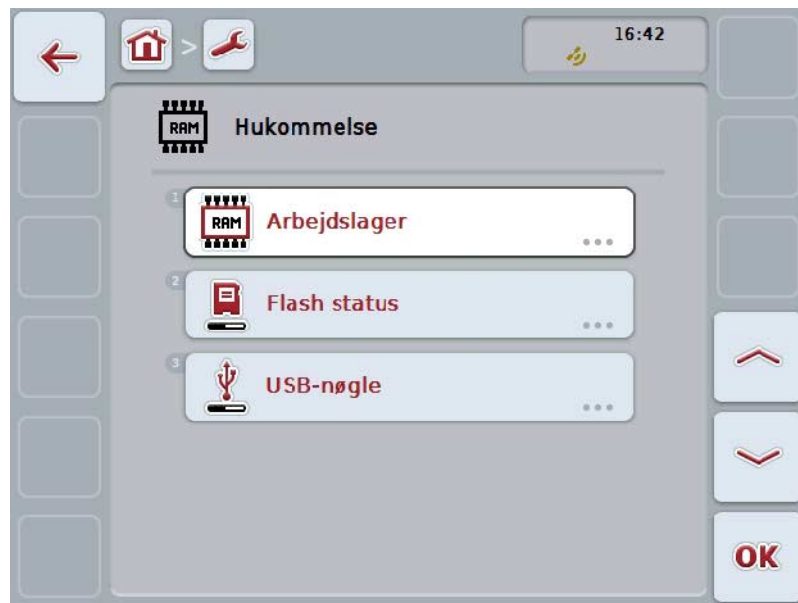 16:42
>
RAM
Hukommelse
1
RAM
Arbejdslager
2
Flash status
3
USB-nøgle
OK